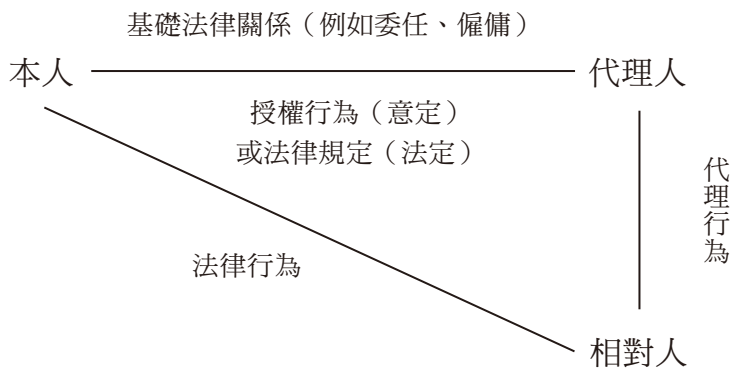 基礎法律關係（例如委任、僱傭）
本人
代理人
授權行為（意定）
或法律規定（法定）
代理行為
法律行為
相對人